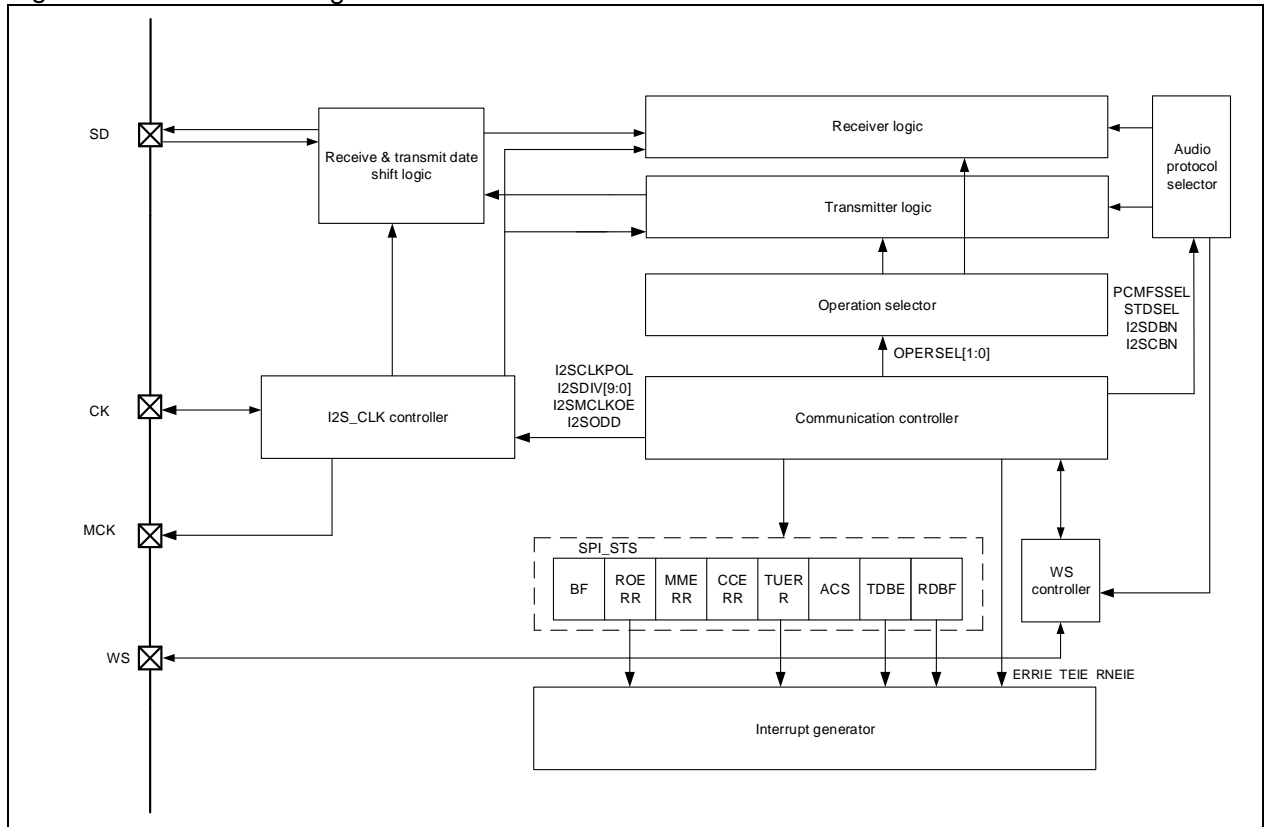 SD
Receive & transmit date
shift logic
Receiver logic
Audio
protocol
selector
Transmitter logic
Operation selector
PCMFSSEL
STDSEL
I2SDBN
I2SCBN
OPERSEL[1:0]
I2SCLKPOL
I2SDIV[9:0]
I2SMCLKOE
I2SODD
CK
I2S_CLK controller
Communication controller
MCK
SPI_STS
BF
ROE
RR
MME
RR
CCE
RR
TUER
R
ACS
TDBE
RDBF
WS
controller
WS
ERRIE TEIE RNEIE
Interrupt generator